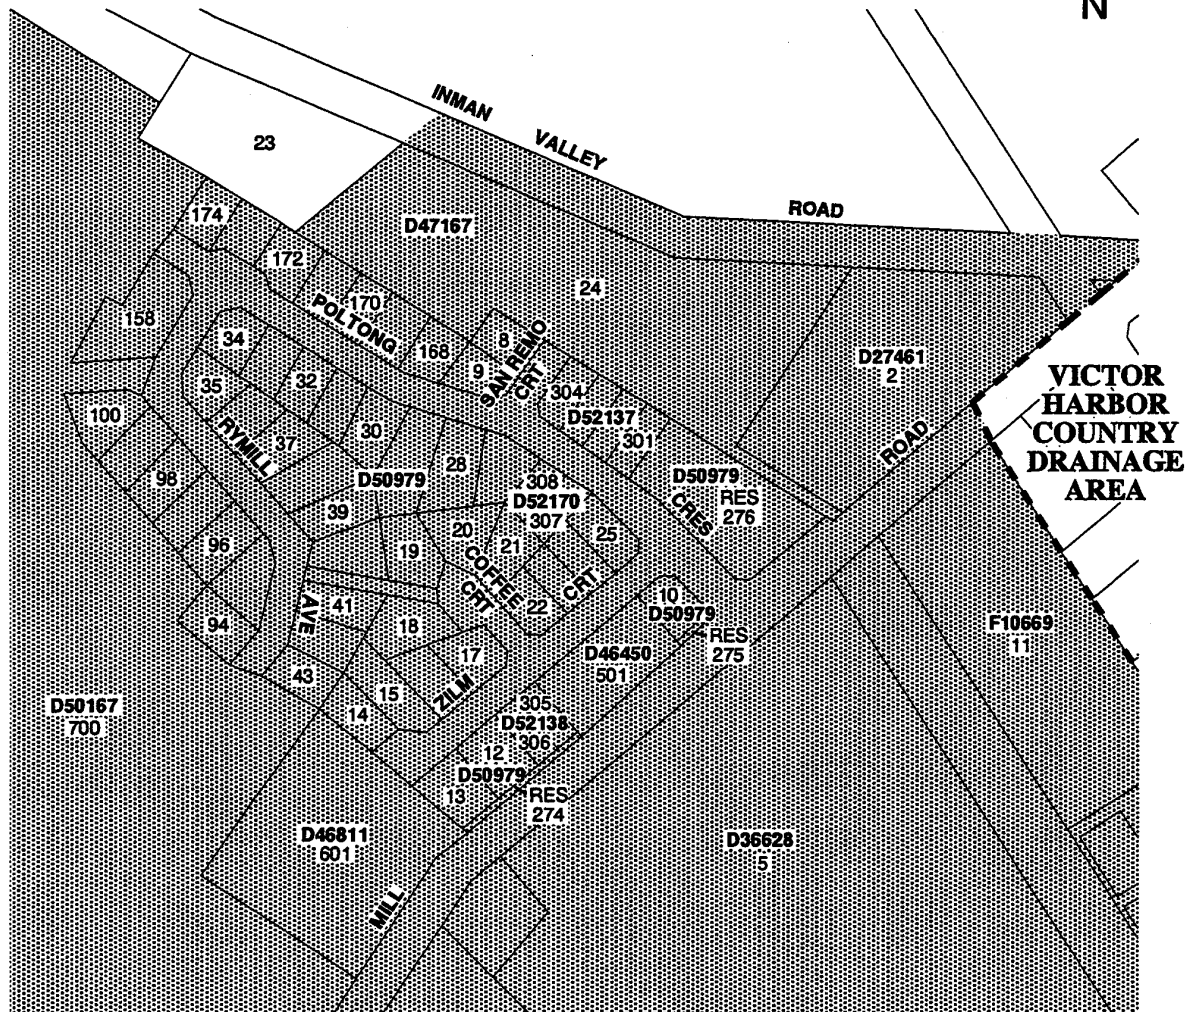 N
INMAN
VALLEY
ROAD
23
174
D47167
172
24
170
POLTONG
158
8
SAN REMO
CRT
34
168
9
D27461
2
VICTOR
HARBOR
COUNTRY
DRAINAGE
AREA
35
32
304
D52137
301
100
RYMILL
37
30
ROAD
28
D50979
D50979
RES
276
98
308
D52170
307
CRES
39
20
21
25
96
19
COFFEE
CRT
CRT
22
10
D50979
41
AVE
94
18
F10669
11
RES
275
17
D46450
501
43
15
ZILM
D50167
700
14
305
D52138
306
12
D50979
13
RES
274
D46811
601
D36628
5
MILL